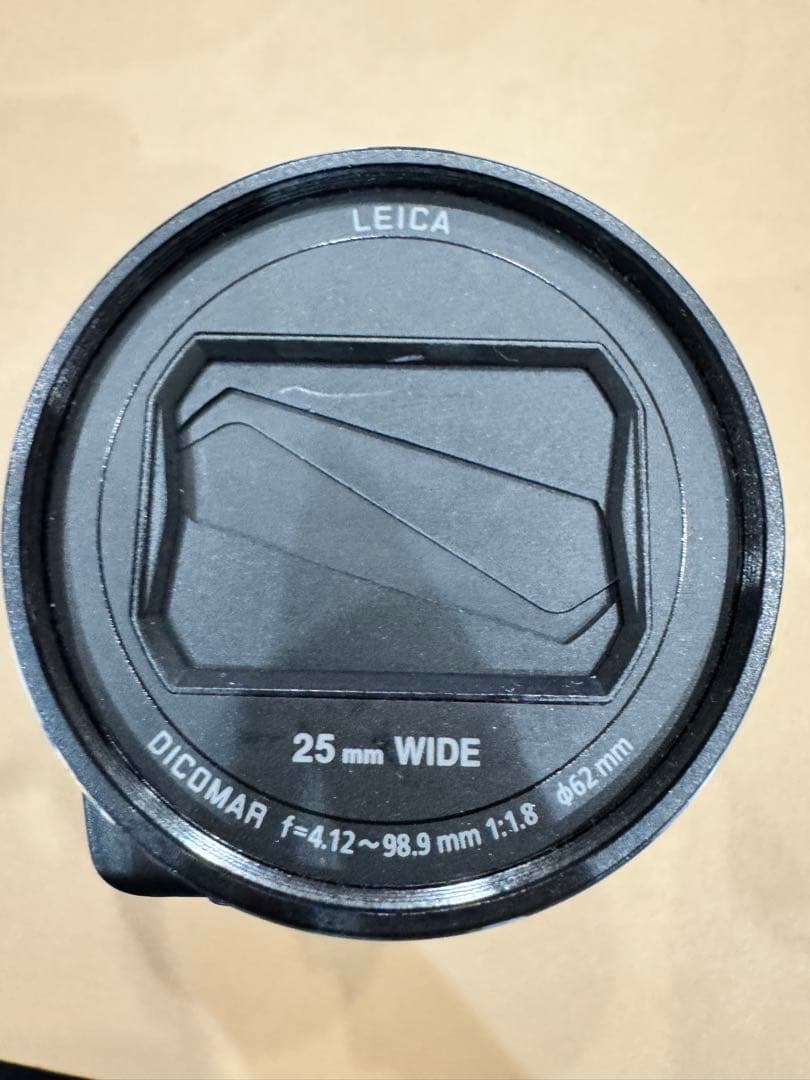 LEICA
25 mm WIDE
DICOMAR f=4.12~98.9 mm 1:1.8 ϕ62 mm